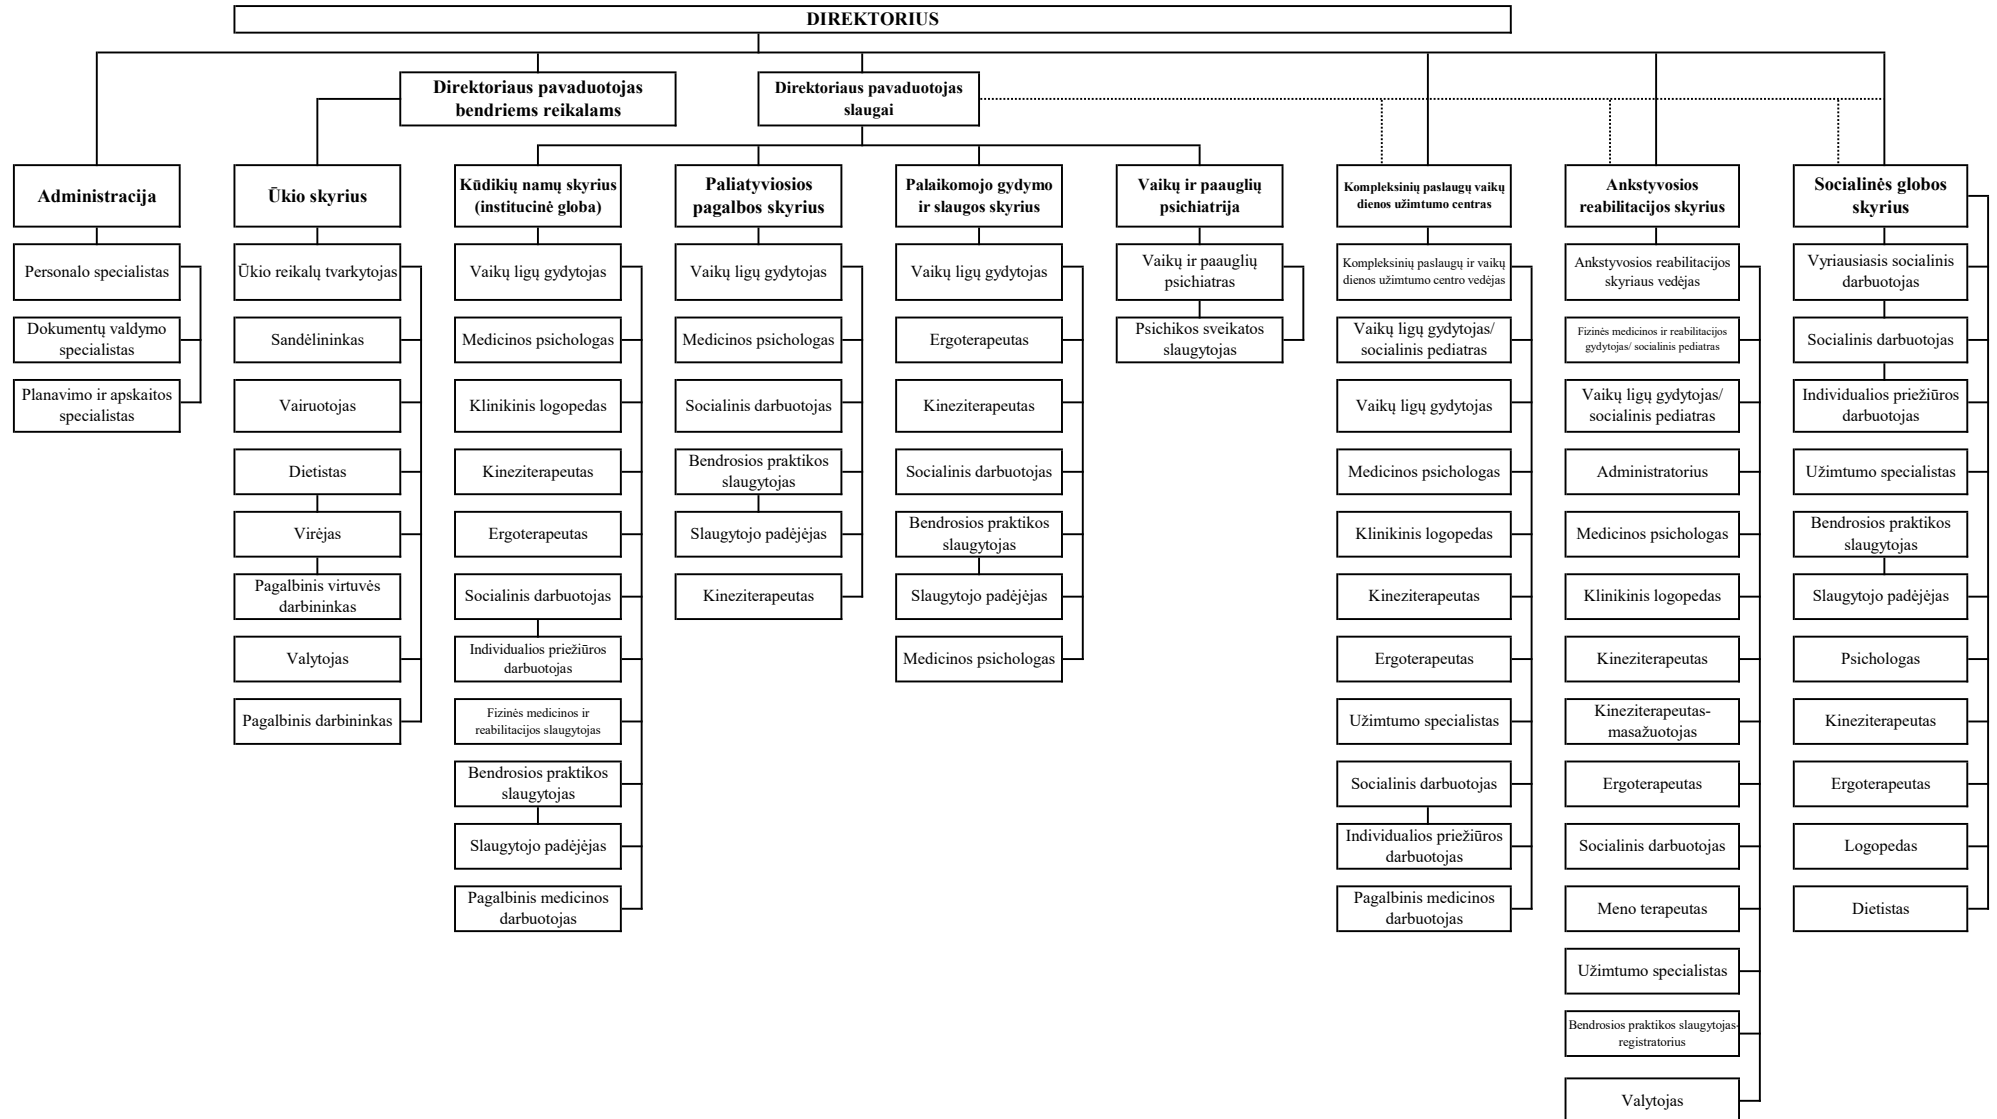 DIREKTORIUS
Direktoriaus pavaduotojas
bendriems reikalams
Direktoriaus pavaduotojas
slaugai
Administracija
Ūkio skyrius
Kūdikių namų skyrius
(institucinė globa)
Paliatyviosios
pagalbos skyrius
Palaikomojo gydymo
ir slaugos skyrius
Vaikų ir paauglių
psichiatrija
Kompleksinių paslaugų vaikų
dienos užimtumo centras
Ankstyvosios
reabilitacijos skyrius
Socialinės globos
skyrius
Personalo specialistas
Dokumentų valdymo
specialistas
Planavimo ir apskaitos
specialistas
Ūkio reikalų tvarkytojas
Sandėlininkas
Vairuotojas
Dietistas
Virėjas
Pagalbinis virtuvės
darbininkas
Valytojas
Pagalbinis darbininkas
Vaikų ligų gydytojas
Medicinos psichologas
Klinikinis logopedas
Kineziterapeutas
Ergoterapeutas
Socialinis darbuotojas
Individualios priežiūros
darbuotojas
Fizinės medicinos ir
reabilitacijos slaugytojas
Bendrosios praktikos
slaugytojas
Slaugytojo padėjėjas
Pagalbinis medicinos
darbuotojas
Vaikų ligų gydytojas
Medicinos psichologas
Socialinis darbuotojas
Bendrosios praktikos
slaugytojas
Slaugytojo padėjėjas
Kineziterapeutas
Vaikų ligų gydytojas
Ergoterapeutas
Kineziterapeutas
Socialinis darbuotojas
Bendrosios praktikos
slaugytojas
Slaugytojo padėjėjas
Medicinos psichologas
Vaikų ir paauglių
psichiatras
Psichikos sveikatos
slaugytojas
Kompleksinių paslaugų ir vaikų
dienos užimtumo centro vedėjas
Vaikų ligų gydytojas/
socialinis pediatras
Vaikų ligų gydytojas
Medicinos psichologas
Klinikinis logopedas
Kineziterapeutas
Ergoterapeutas
Užimtumo specialistas
Socialinis darbuotojas
Individualios priežiūros
darbuotojas
Pagalbinis medicinos
darbuotojas
Ankstyvosios reabilitacijos
skyriaus vedėjas
Fizinės medicinos ir reabilitacijos
gydytojas/ socialinis pediatras
Vaikų ligų gydytojas/
socialinis pediatras
Administratorius
Medicinos psichologas
Klinikinis logopedas
Kineziterapeutas
Kineziterapeutas-
masažuotojas
Ergoterapeutas
Socialinis darbuotojas
Meno terapeutas
Užimtumo specialistas
Bendrosios praktikos slaugytojas-
registratorius
Valytojas
Vyriausiasis socialinis
darbuotojas
Socialinis darbuotojas
Individualios priežiūros
darbuotojas
Užimtumo specialistas
Bendrosios praktikos
slaugytojas
Slaugytojo padėjėjas
Psichologas
Kineziterapeutas
Ergoterapeutas
Logopedas
Dietistas